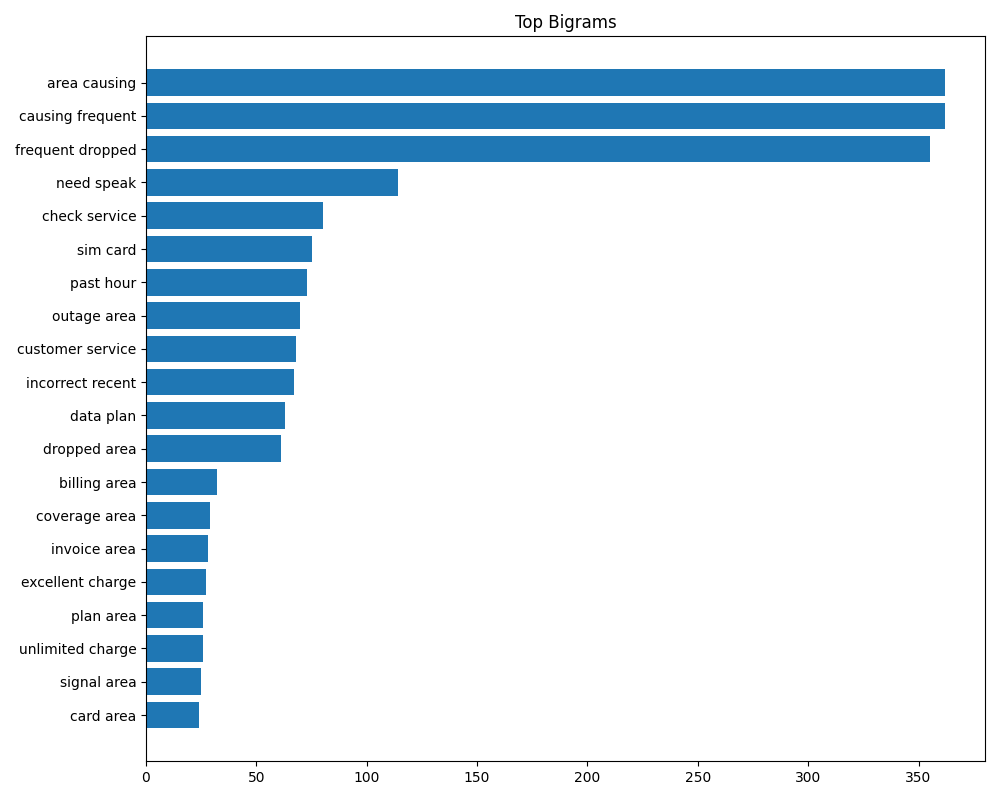 Top Bigrams
area causing
causing frequent
frequent dropped
need speak
check service
sim card
past hour
outage area
customer service
incorrect recent
data plan
dropped area
billing area
coverage area
invoice area
excellent charge
plan area
unlimited charge
signal area
card area
0 50 100 150 200 250 300 350